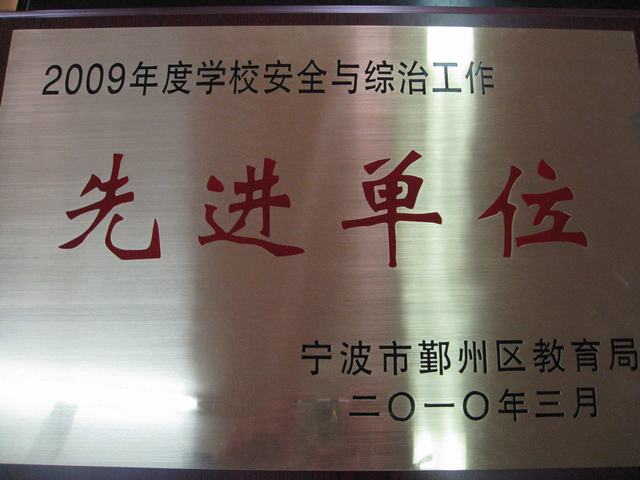 2009年度学校安全与综治工作
先进单位
宁波市鄞州区教育局
二〇一〇年三月